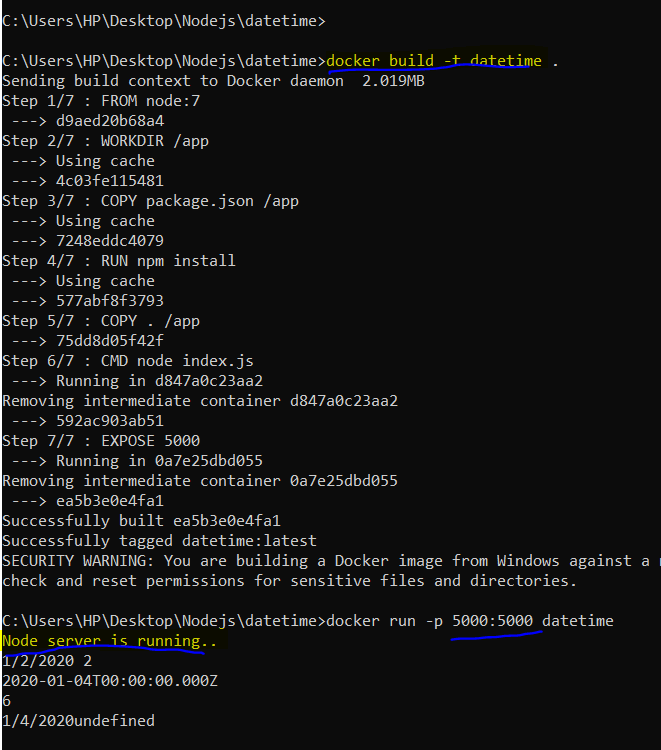 C:\Users\HP\Desktop\Nodejs\datetime>
C:\Users\HP\Desktop\Nodejs\datetime>docker build -t datetime .
Sending build context to Docker daemon  2.019MB
Step 1/7 : FROM node:7
 ---> d9aed20b68a4
Step 2/7 : WORKDIR /app
 ---> Using cache
 ---> 4c03fe115481
Step 3/7 : COPY package.json /app
 ---> Using cache
 ---> 7248eddc4079
Step 4/7 : RUN npm install
 ---> Using cache
 ---> 577abf8f3793
Step 5/7 : COPY . /app
 ---> 75dd8d05f42f
Step 6/7 : CMD node index.js
 ---> Running in d847a0c23aa2
Removing intermediate container d847a0c23aa2
 ---> 592ac903ab51
Step 7/7 : EXPOSE 5000
 ---> Running in 0a7e25dbd055
Removing intermediate container 0a7e25dbd055
 ---> ea5b3e0e4fa1
Successfully built ea5b3e0e4fa1
Successfully tagged datetime:latest
SECURITY WARNING: You are building a Docker image from Windows against a
check and reset permissions for sensitive files and directories.
C:\Users\HP\Desktop\Nodejs\datetime>docker run -p 5000:5000 datetime
Node server is running..
1/2/2020 2
2020-01-04T00:00:00.000Z
6
1/4/2020undefined